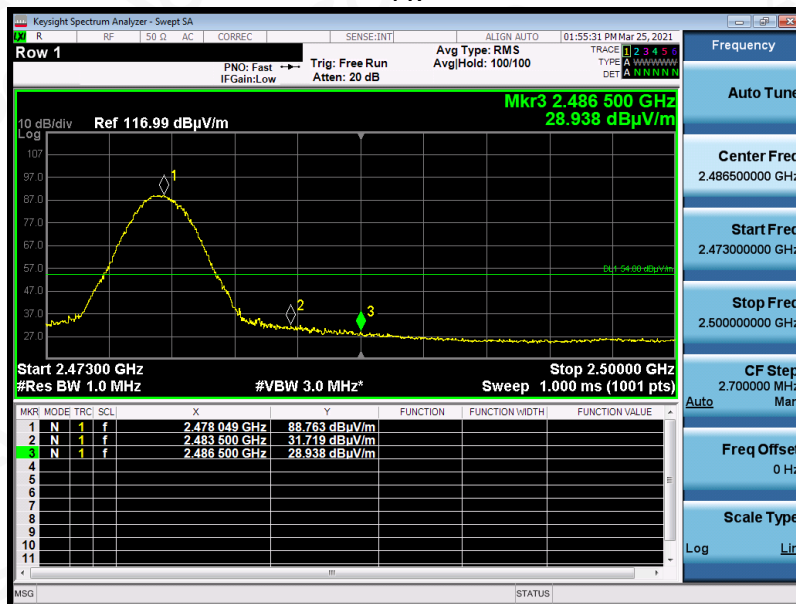 Keysight Spectrum Analyzer - Swept SA
LXI R RF 50 Ω AC CORREC SENSE:INT ALIGN AUTO 01:55:31 PM Mar 25, 2021
Row 1
PNO: Fast
IFGain:Low
Trig: Free Run
Atten: 20 dB
Avg Type: RMS
Avg|Hold: 100/100
TRACE 1 2 3 4 5 6
TYPE A WWWWW
DET A N N N N N
Mkr3 2.486 500 GHz
28.938 dBµV/m
10 dB/div Ref 116.99 dBµV/m
Log
107
97.0
87.0
77.0
67.0
57.0
47.0
37.0
27.0
1
2
3
DL1 54.00 dBµV/m
Start 2.47300 GHz Stop 2.50000 GHz
#Res BW 1.0 MHz #VBW 3.0 MHz* Sweep 1.000 ms (1001 pts)
MKR MODE TRC SCL X Y FUNCTION FUNCTION WIDTH FUNCTION VALUE
1 N 1 f 2.478 049 GHz 88.763 dBµV/m
2 N 1 f 2.483 500 GHz 31.719 dBµV/m
3 N 1 f 2.486 500 GHz 28.938 dBµV/m
4
5
6
7
8
9
10
11
MSG STATUS
Frequency
Auto Tune
Center Freq
2.486500000 GHz
Start Freq
2.473000000 GHz
Stop Freq
2.500000000 GHz
CF Step
2.700000 MHz
Auto Man
Freq Offset
0 Hz
Scale Type
Log Lin